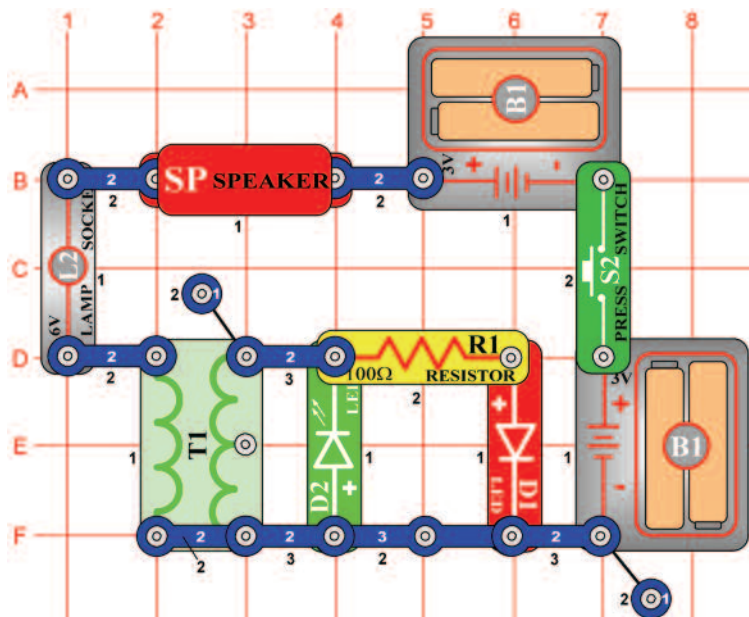 1 2 3 4 5 6 7 8
A
B1
3V + -
B
2 2
SP SPEAKER
2 2
1
1
L2
6V LAMP SOCKE
1
C
2 1
2 S2 PRESS SWITCH
D
2 2
2 3
R1
100Ω RESISTOR
2
3V + -
B1
1
E
1 T1
D2 LED + 1
1 + D1 LED
F
2 2
2 3
3 2
2 3
2 1